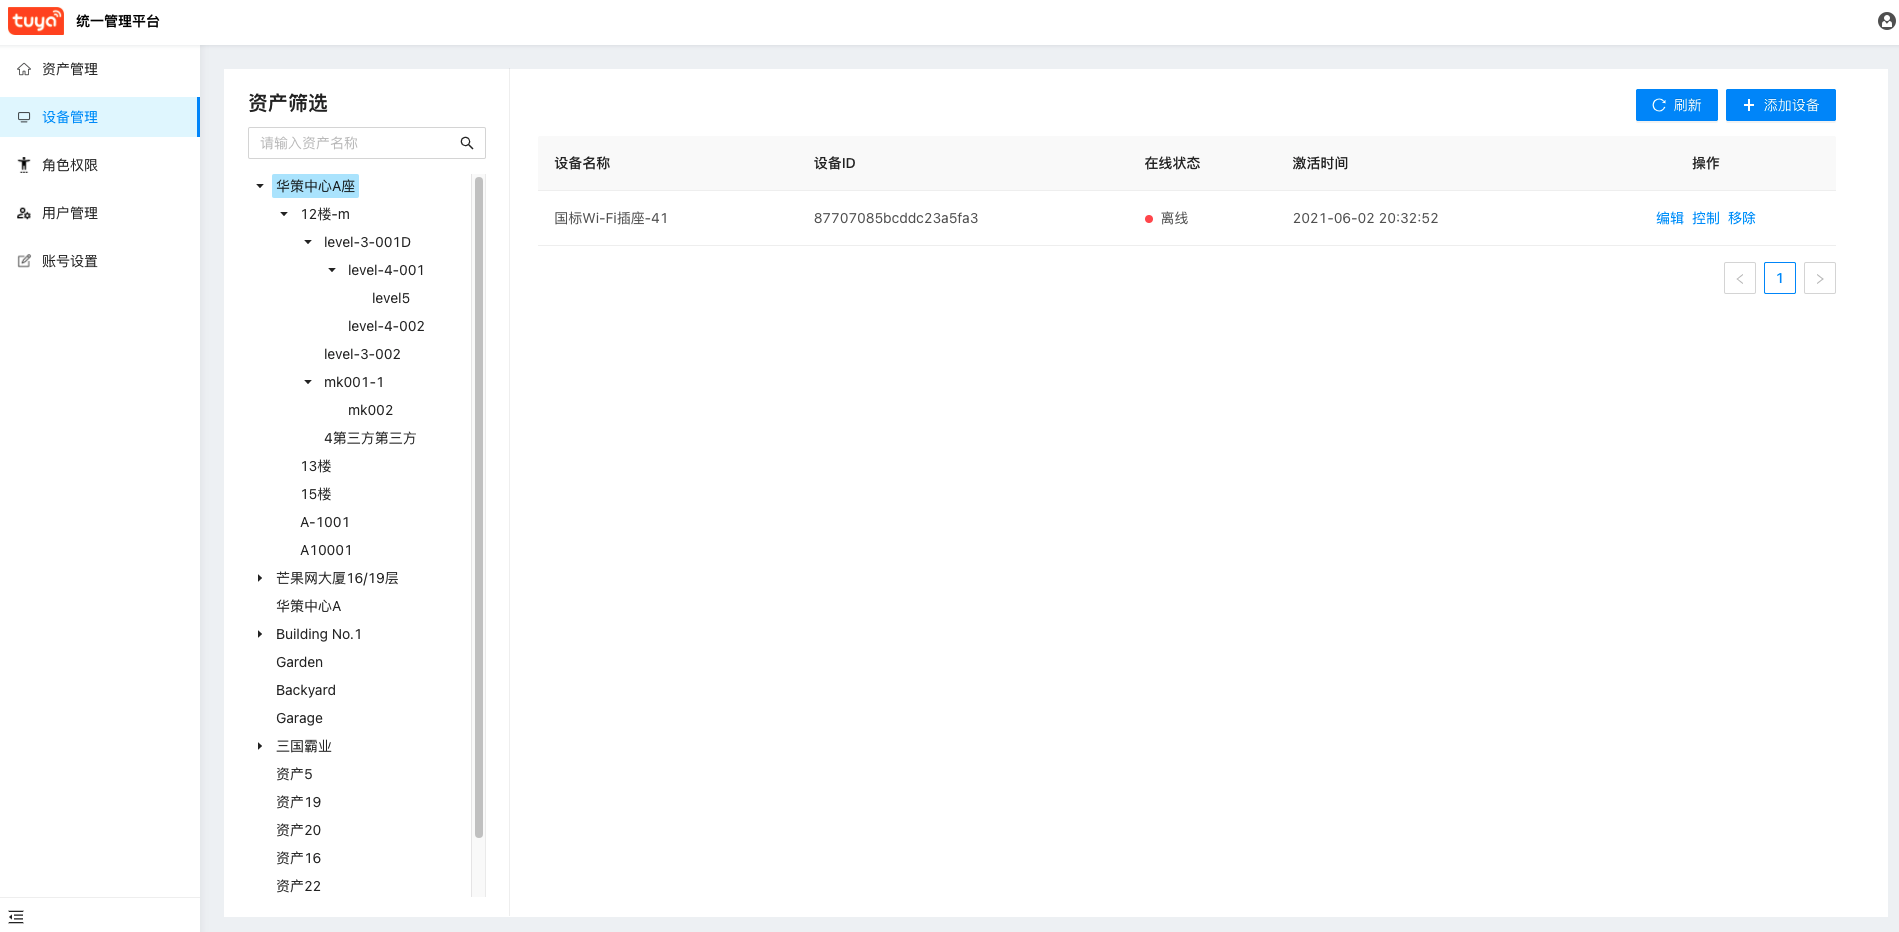 tuya 统一管理平台
资产管理
设备管理
角色权限
用户管理
账号设置
资产筛选
请输入资产名称
华策中心A座
12楼-m
level-3-001D
level-4-001
level5
level-4-002
level-3-002
mk001-1
mk002
4第三方第三方
13楼
15楼
A-1001
A10001
芒果网大厦16/19层
华策中心A
Building No.1
Garden
Backyard
Garage
三国霸业
资产5
资产19
资产20
资产16
资产22
刷新 添加设备
设备名称 设备ID 在线状态 激活时间 操作
国标Wi-Fi插座-41 87707085bcddc23a5fa3 离线 2021-06-02 20:32:52 编辑 控制 移除
< 1 >